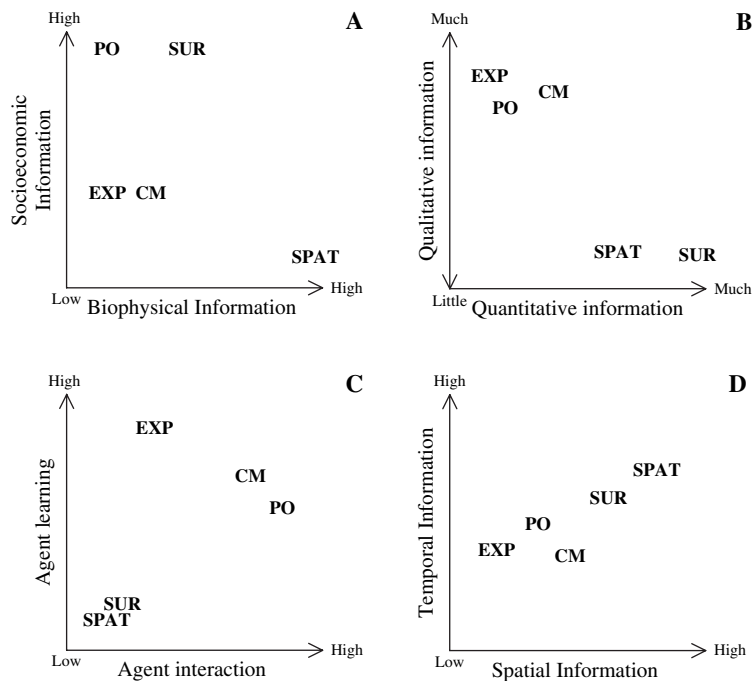 High
A
PO SUR
EXP CM
SPAT
Socioeconomic
Information
Low
High
Biophysical Information
Much
B
EXP
CM
PO
SPAT SUR
Qualitative information
Little
Much
Quantitative information
High
C
EXP
CM
PO
SUR
SPAT
Agent learning
Low
High
Agent interaction
High
D
SPAT
SUR
PO
EXP
CM
Temporal Information
Low
High
Spatial Information